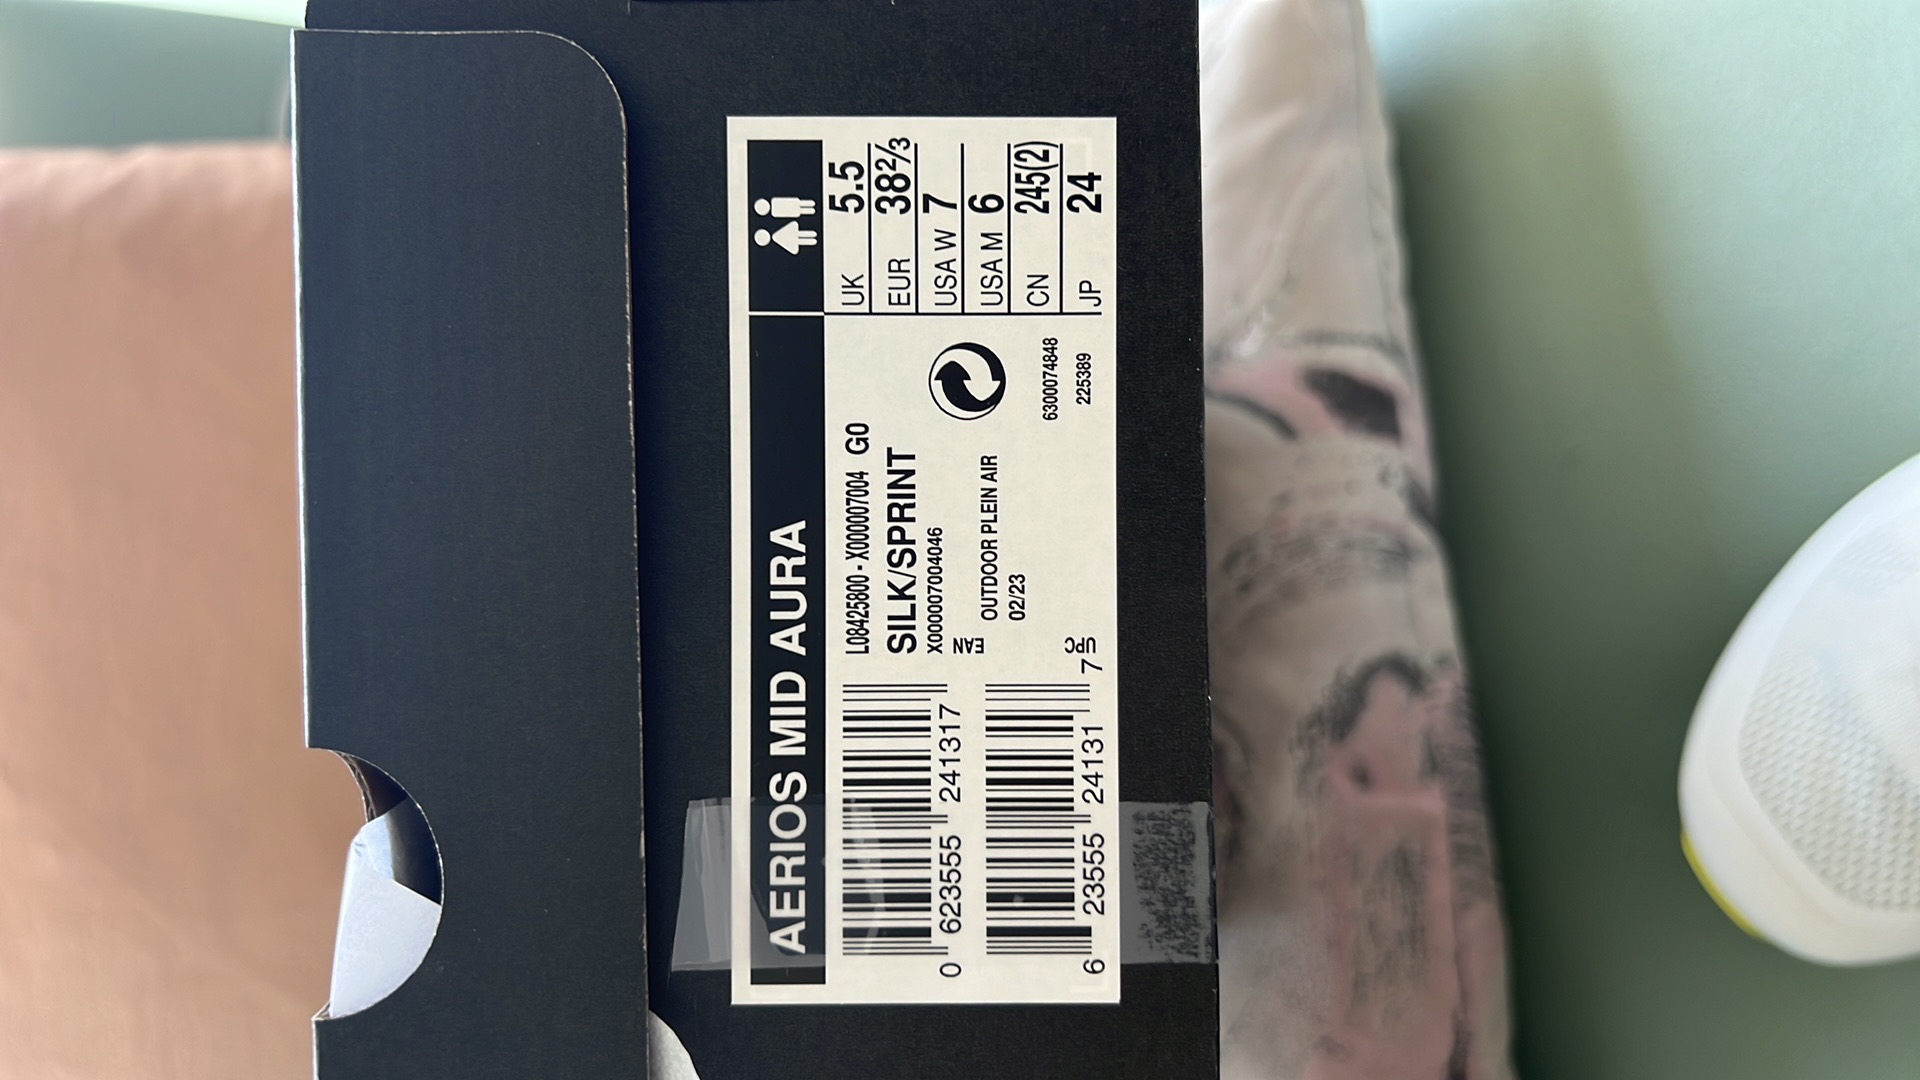 AERIOS MID AURA
L08425800 - X000007004 G0
SILK/SPRINT
X000007004046
EAN
OUTDOOR PLEIN AIR
02/23
0 623555 241317
UPC
6 23555 24131 7
6300074848
225389
UK 5.5
EUR 38⅔
USA W 7
USA M 6
CN 245(2)
JP 24